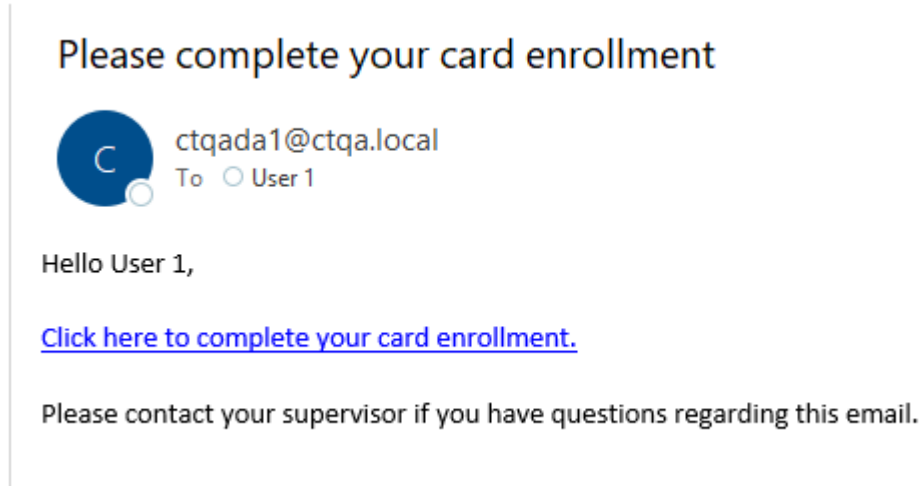 Please complete your card enrollment
C
ctqada1@ctqa.local
To User 1
Hello User 1,
Click here to complete your card enrollment.
Please contact your supervisor if you have questions regarding this email.